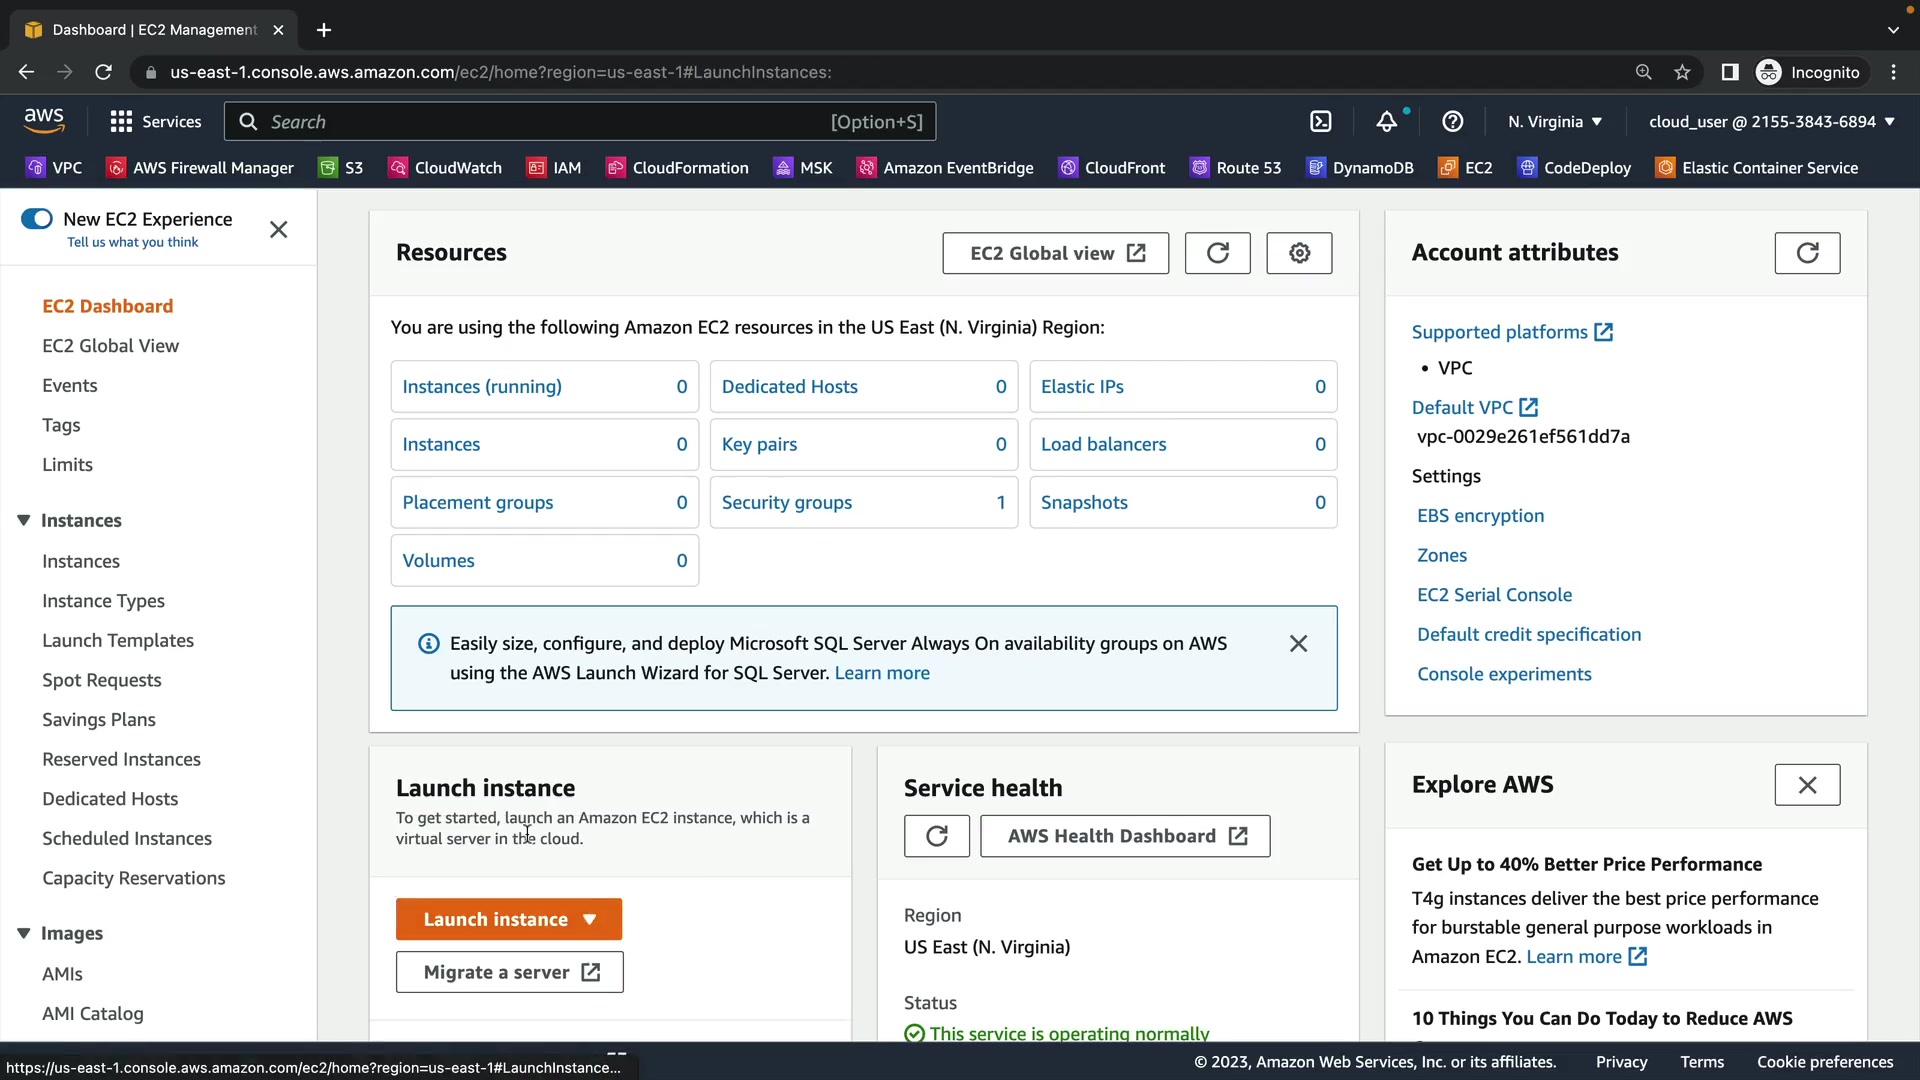 Dashboard | EC2 Management
us-east-1.console.aws.amazon.com/ec2/home?region=us-east-1#LaunchInstances:
Incognito
aws
Services
Search
[Option+S]
N. Virginia
cloud_user @ 2155-3843-6894
VPC
AWS Firewall Manager
S3
CloudWatch
IAM
CloudFormation
MSK
Amazon EventBridge
CloudFront
Route 53
DynamoDB
EC2
CodeDeploy
Elastic Container Service
New EC2 Experience
Tell us what you think
EC2 Dashboard
EC2 Global View
Events
Tags
Limits
Instances
Instances
Instance Types
Launch Templates
Spot Requests
Savings Plans
Reserved Instances
Dedicated Hosts
Scheduled Instances
Capacity Reservations
Images
AMIs
AMI Catalog
Resources
EC2 Global view
You are using the following Amazon EC2 resources in the US East (N. Virginia) Region:
Instances (running) 0
Dedicated Hosts 0
Elastic IPs 0
Instances 0
Key pairs 0
Load balancers 0
Placement groups 0
Security groups 1
Snapshots 0
Volumes 0
Easily size, configure, and deploy Microsoft SQL Server Always On availability groups on AWS
using the AWS Launch Wizard for SQL Server. Learn more
Launch instance
To get started, launch an Amazon EC2 instance, which is a
virtual server in the cloud.
Launch instance
Migrate a server
Service health
AWS Health Dashboard
Region
US East (N. Virginia)
Status
This service is operating normally
Account attributes
Supported platforms
• VPC
Default VPC
vpc-0029e261ef561dd7a
Settings
EBS encryption
Zones
EC2 Serial Console
Default credit specification
Console experiments
Explore AWS
Get Up to 40% Better Price Performance
T4g instances deliver the best price performance
for burstable general purpose workloads in
Amazon EC2. Learn more
10 Things You Can Do Today to Reduce AWS
https://us-east-1.console.aws.amazon.com/ec2/home?region=us-east-1#LaunchInstance...
© 2023, Amazon Web Services, Inc. or its affiliates.
Privacy
Terms
Cookie preferences